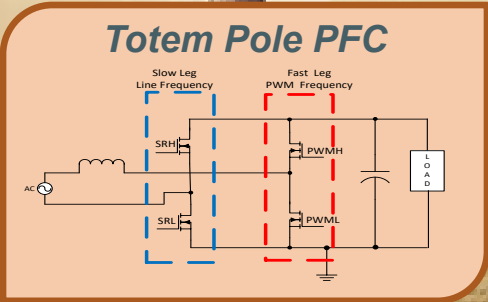 Totem Pole PFC
Slow Leg
Line Frequency
Fast Leg
PWM Frequency
SRH
PWMH
L
O
A
D
AC
SRL
PWML